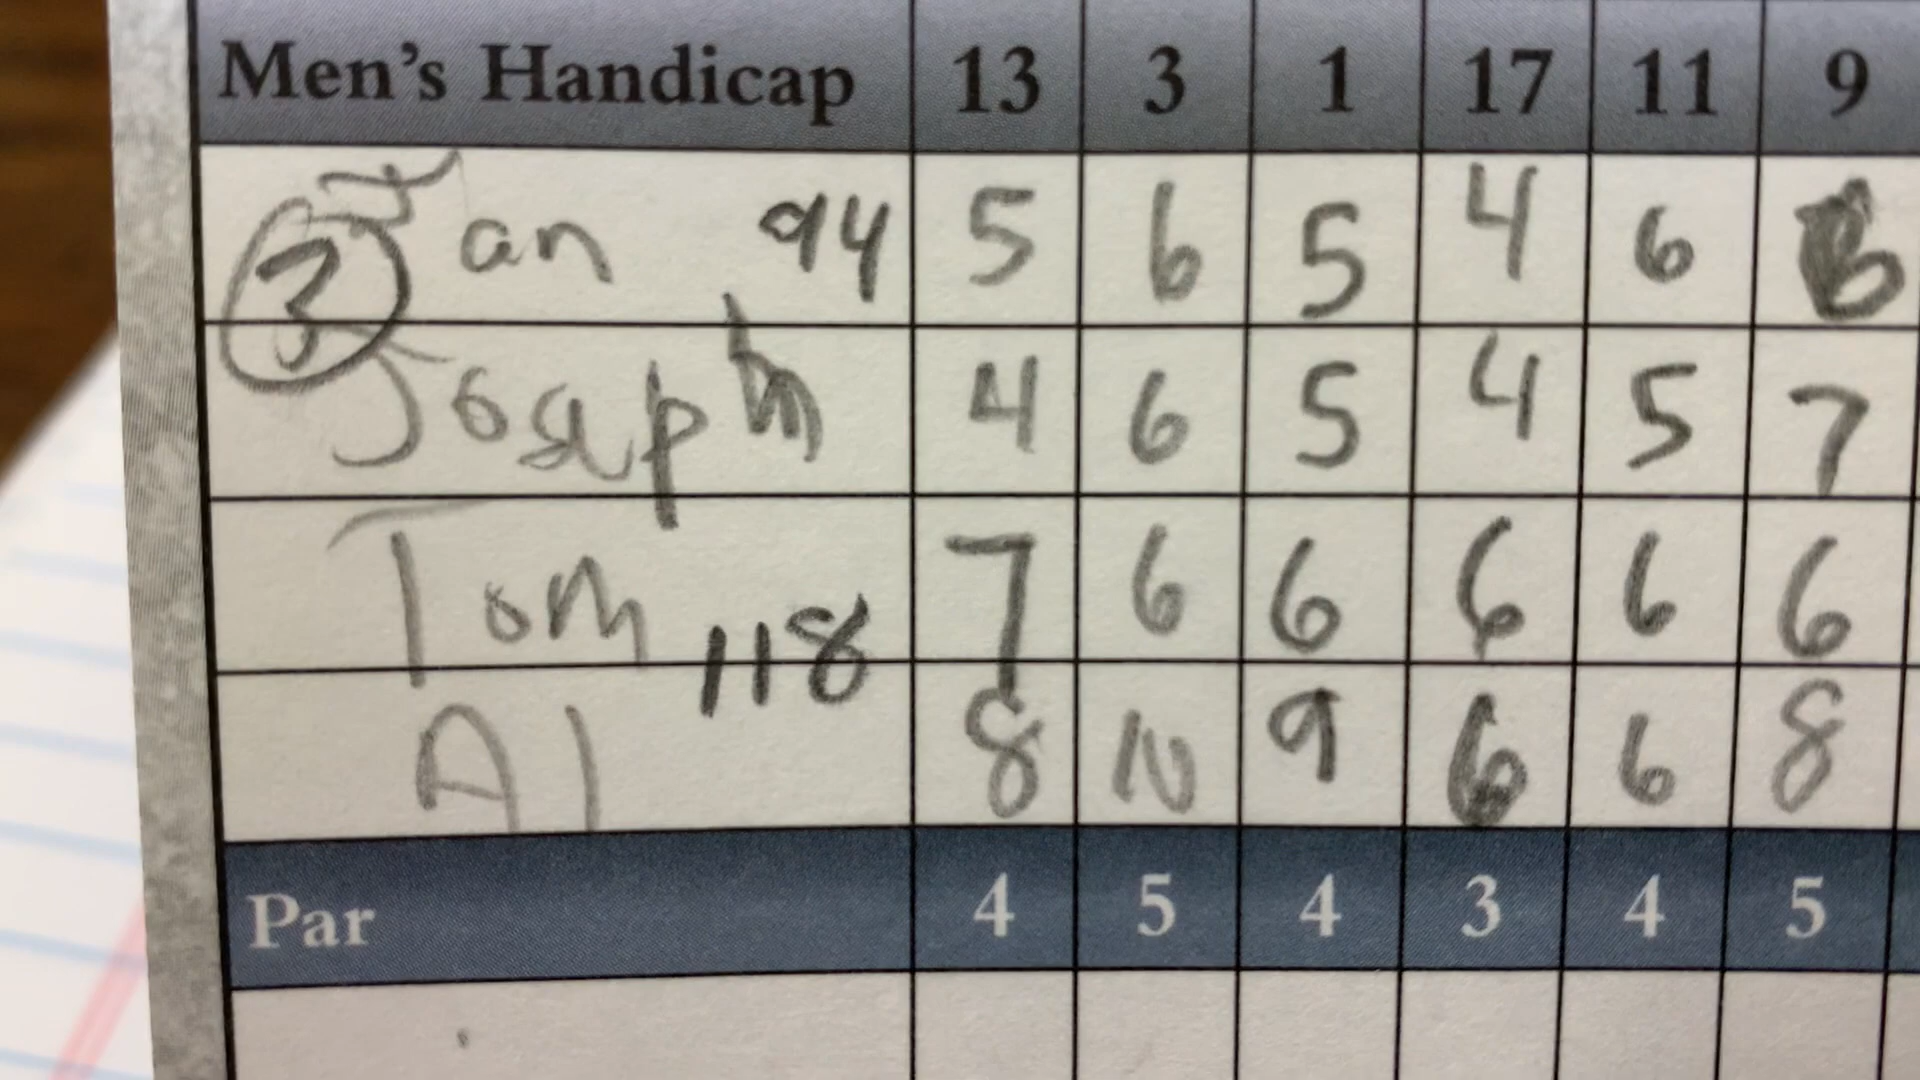 Men's Handicap 13 3 1 17 11 9
Ian 94 5 6 5 4 6
Joseph 4 6 5 4 5 7
Tom 118 7 6 6 6 6 6
Al 8 10 9 6 6 8
Par 4 5 4 3 4 5